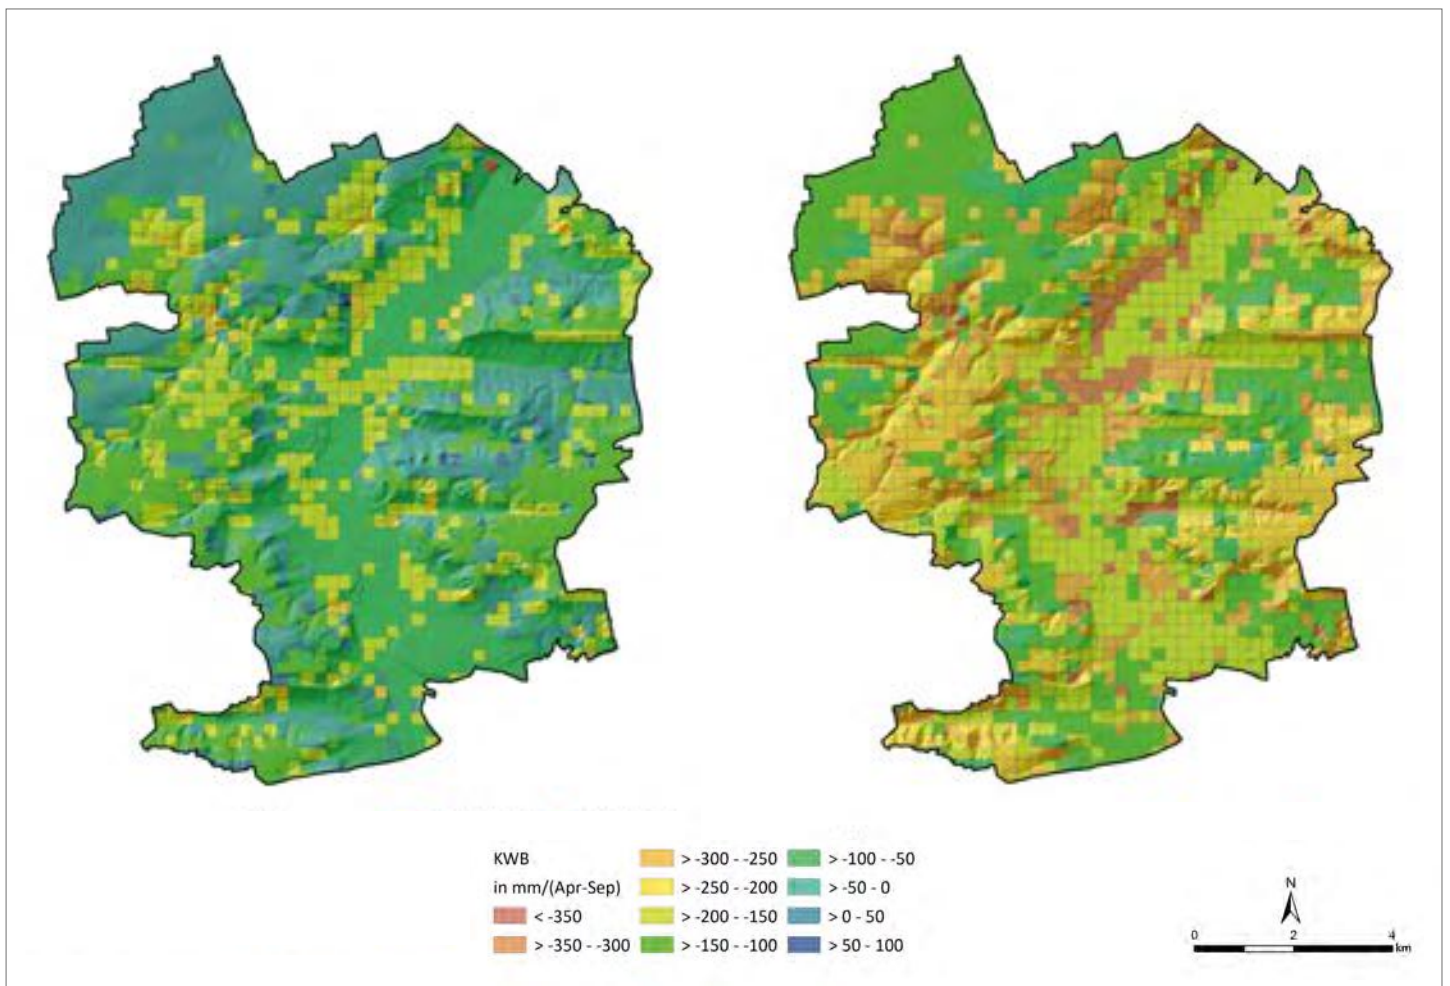 KWB
in mm/(Apr-Sep)
< -350
> -350 - -300
> -300 - -250
> -250 - -200
> -200 - -150
> -150 - -100
> -100 - -50
> -50 - 0
> 0 - 50
> 50 - 100
N
0 2 4
km